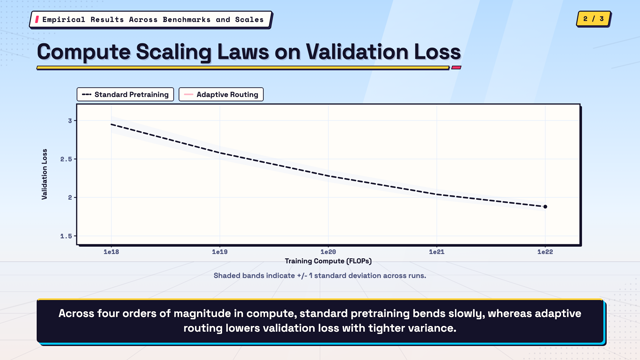 Empirical Results Across Benchmarks and Scales
2 / 3
Compute Scaling Laws on Validation Loss
Standard Pretraining
Adaptive Routing
Validation Loss
3
2.5
2
1.5
1e18
1e19
1e20
1e21
1e22
Training Compute (FLOPs)
Shaded bands indicate +/- 1 standard deviation across runs.
Across four orders of magnitude in compute, standard pretraining bends slowly, whereas adaptive
routing lowers validation loss with tighter variance.